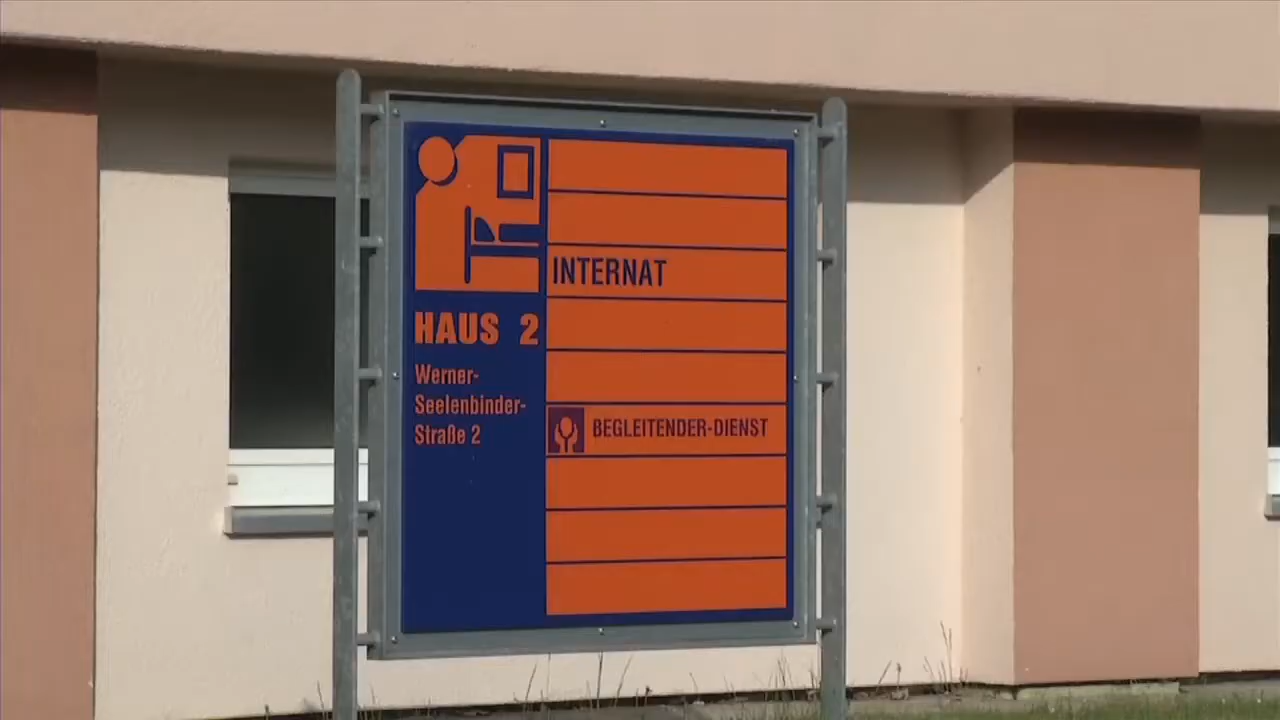 INTERNAT
HAUS 2
Werner-
Seelenbinder-
Straße 2
BEGLEITENDER-DIENST